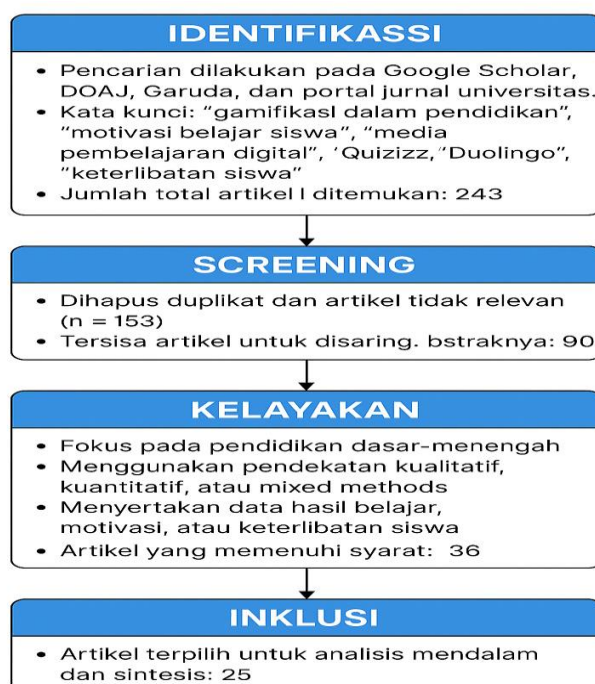 IDENTIFIKASSI
• Pencarian dilakukan pada Google Scholar,
DOAJ, Garuda, dan portal jurnal universitas.
• Kata kunci: “gamifikasl dalam pendidikan”,
“motivasi belajar siswa”, “media
pembelajaran digital”, ‘Quizizz,“Duolingo”,
“keterlibatan siswa”
• Jumlah total artikel l ditemukan: 243
SCREENING
• Dihapus duplikat dan artikel tidak relevan
(n = 153)
• Tersisa artikel untuk disaring. bstraknya: 90
KELAYAKAN
• Fokus pada pendidikan dasar-menengah
• Menggunakan pendekatan kualitatif,
kuantitatif, atau mixed methods
• Menyertakan data hasil belajar,
motivasi, atau keterlibatan siswa
• Artikel yang memenuhi syarat: 36
INKLUSI
• Artikel terpilih untuk analisis mendalam
dan sintesis: 25